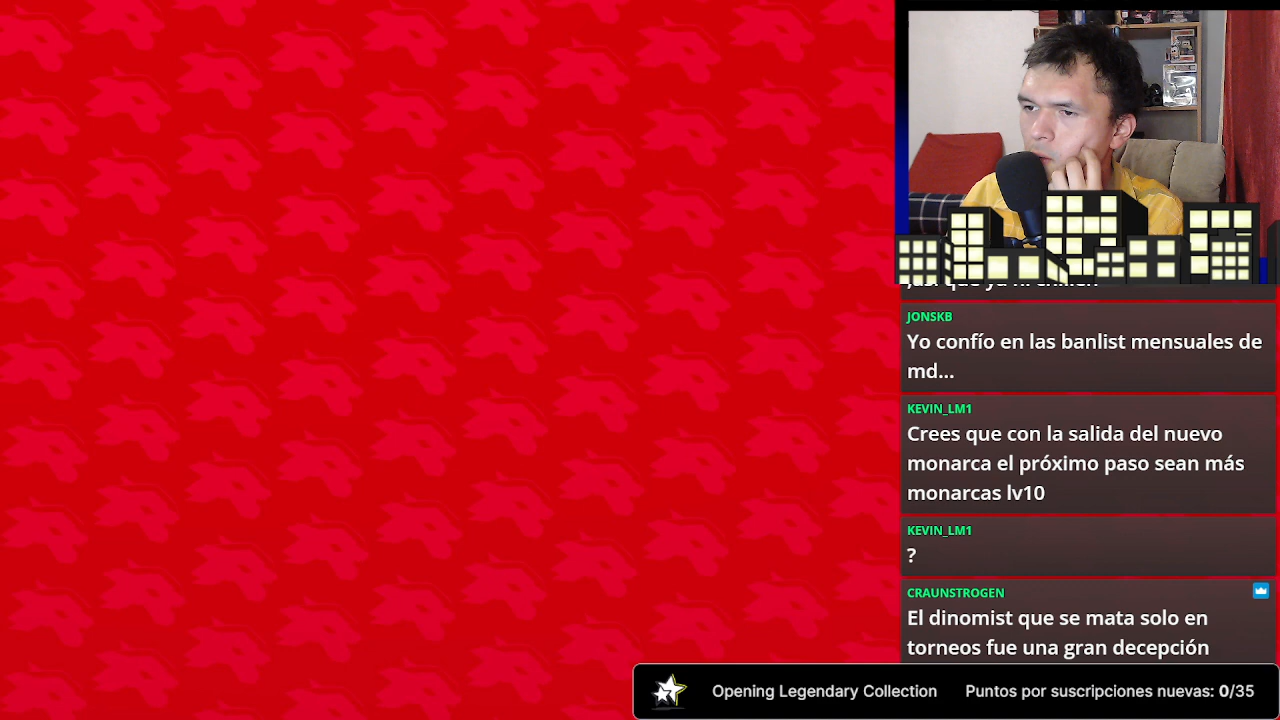 JONSKB
Yo confío en las banlist mensuales de
md...
KEVIN_LM1
Crees que con la salida del nuevo
monarca el próximo paso sean más
monarcas lv10
KEVIN_LM1
?
CRAUNSTROGEN
El dinomist que se mata solo en
torneos fue una gran decepción
Opening Legendary Collection Puntos por suscripciones nuevas: 0/35